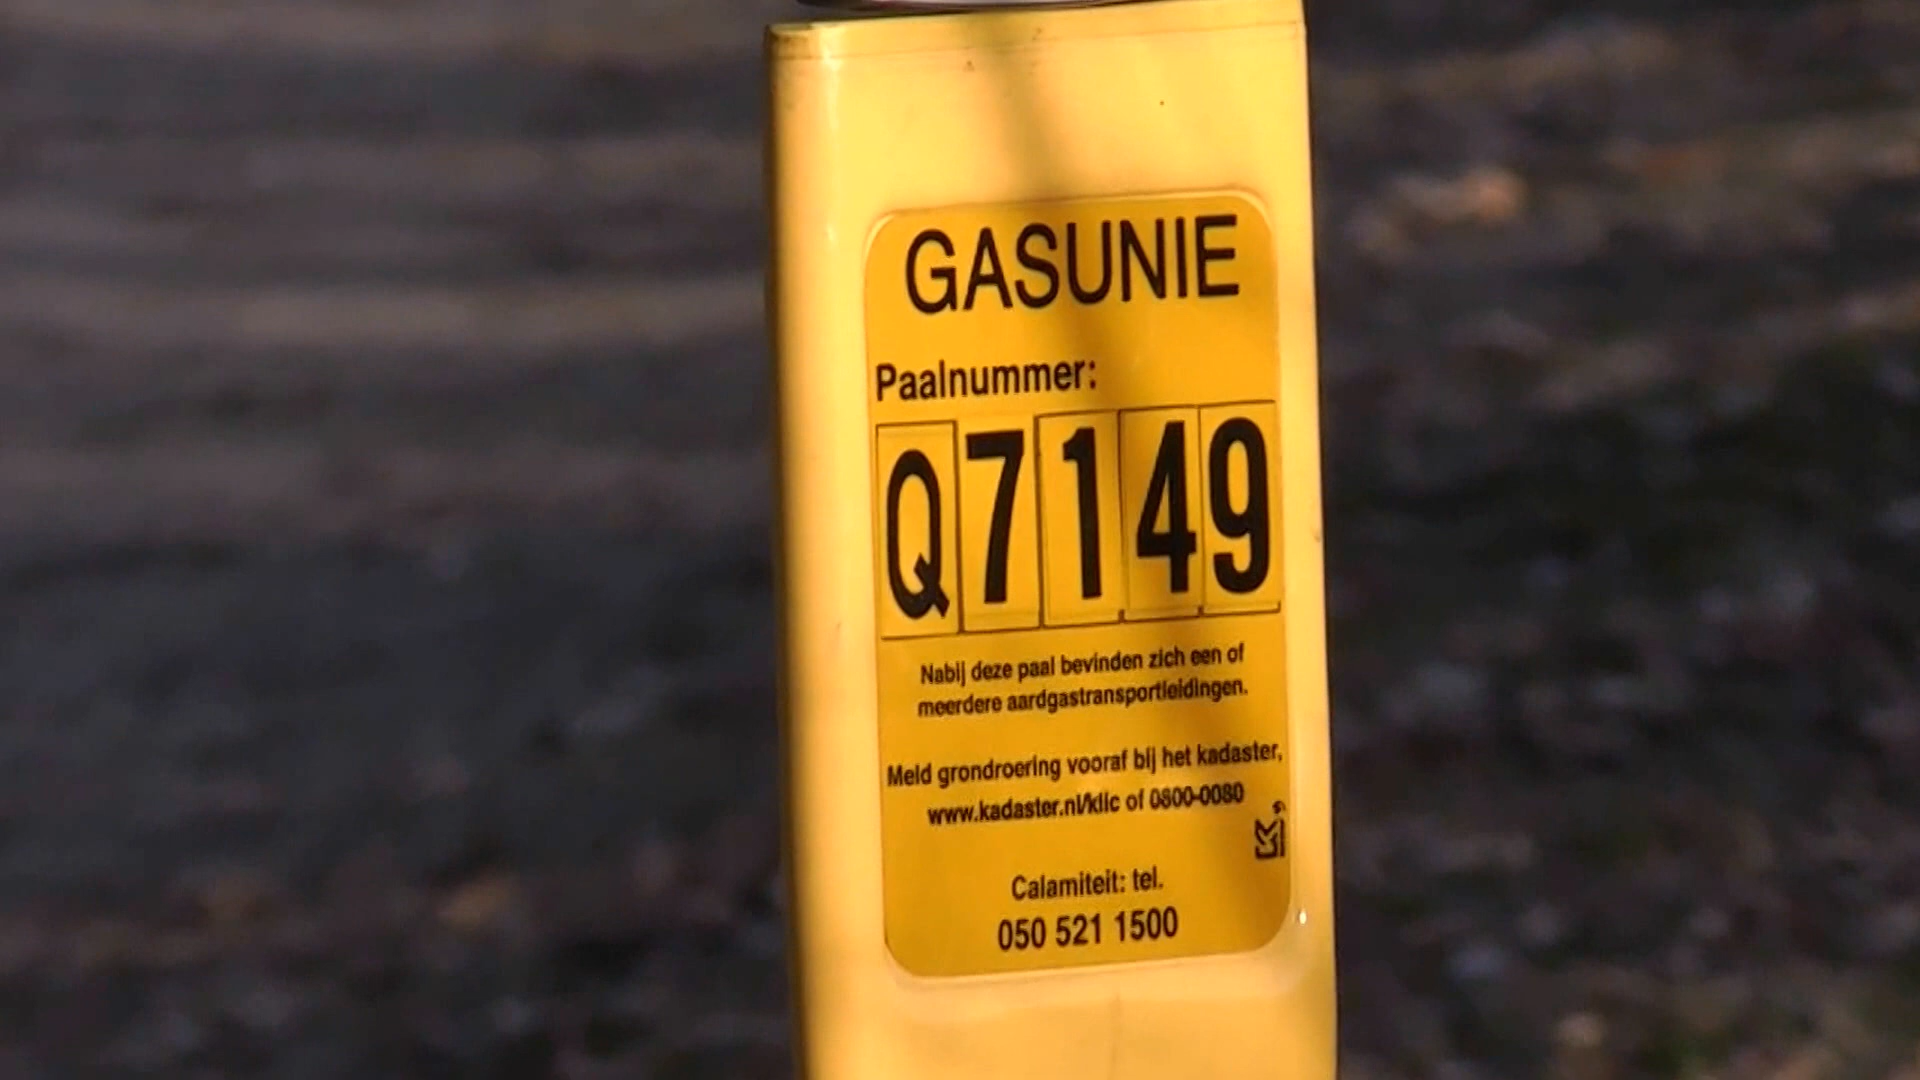 GASUNIE
Paalnummer:
Q7149
Nabij deze paal bevinden zich een of
meerdere aardgastransportleidingen.
Meld grondroering vooraf bij het kadaster,
www.kadaster.nl/klic of 0800-0080
Calamiteit: tel.
050 521 1500